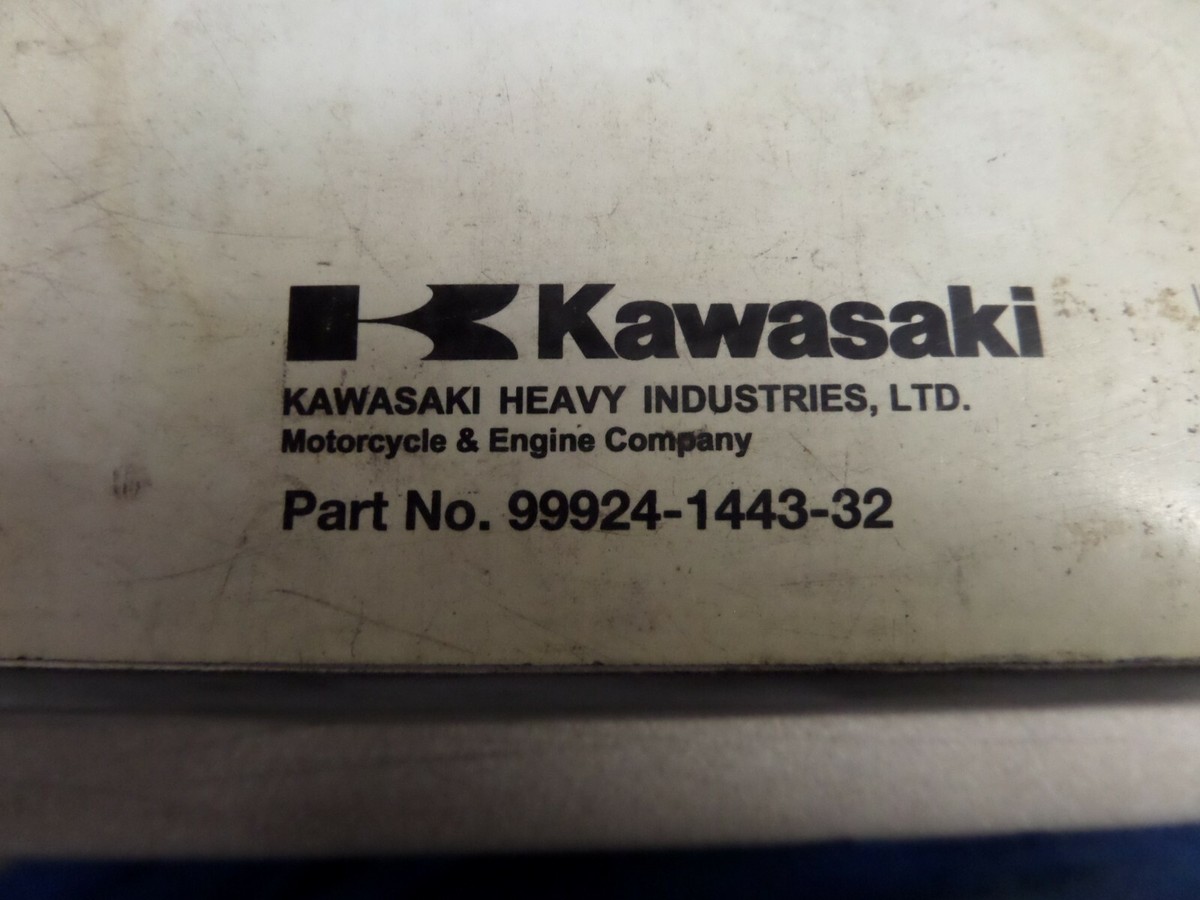 Kawasaki
KAWASAKI HEAVY INDUSTRIES, LTD.
Motorcycle & Engine Company
Part No. 99924-1443-32